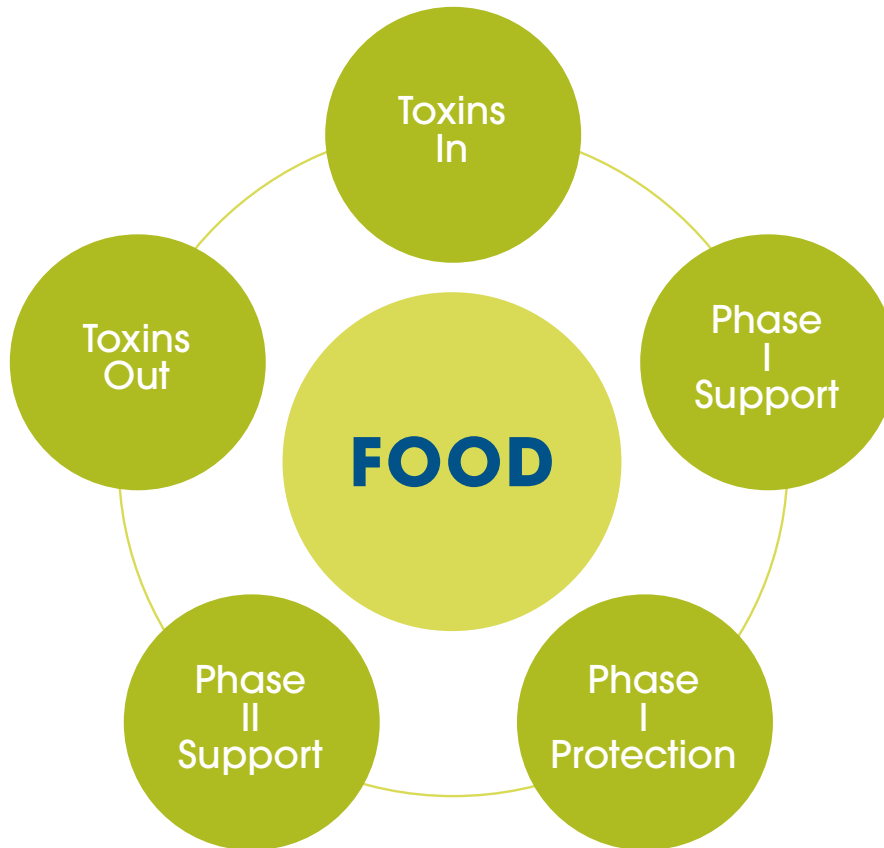 Toxins
In
Phase
I
Support
Phase
I
Protection
Phase
II
Support
Toxins
Out
FOOD